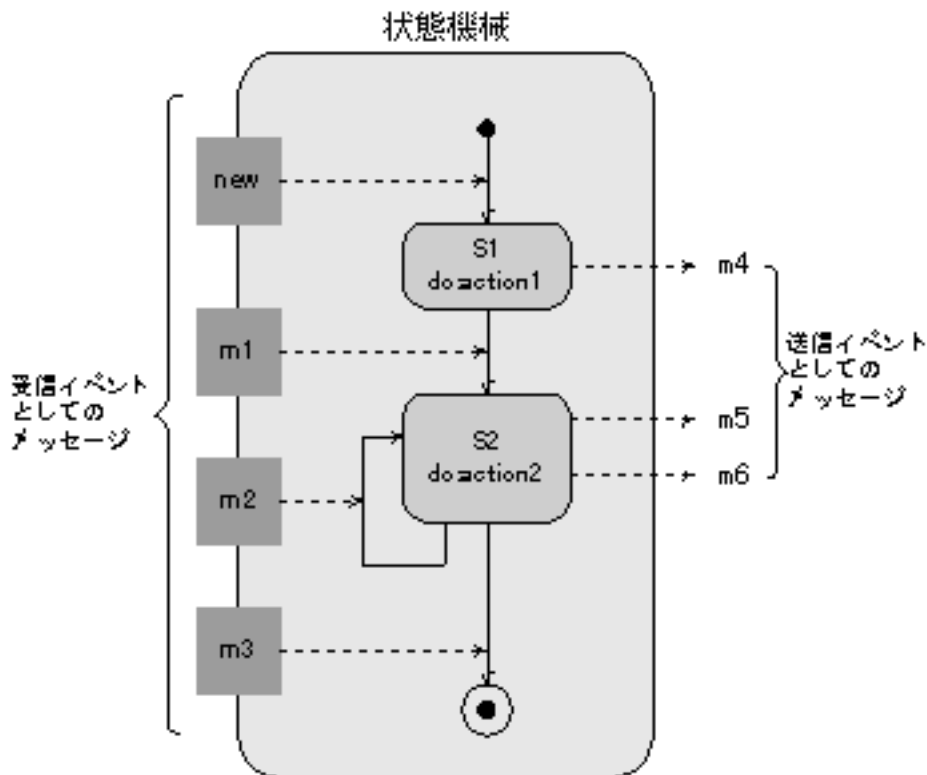 状態機械
new
S1
do:action1
m4
m1
受信イベント
としての
メッセージ
送信イベント
としての
メッセージ
m5
S2
do:action2
m6
m2
m3